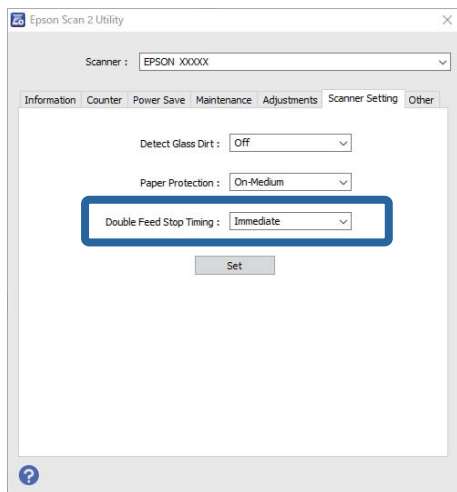 Epson Scan 2 Utility
Scanner : EPSON XXXXX
Information Counter Power Save Maintenance Adjustments Scanner Setting Other
Detect Glass Dirt : Off
Paper Protection : On-Medium
Double Feed Stop Timing : Immediate
Set
?